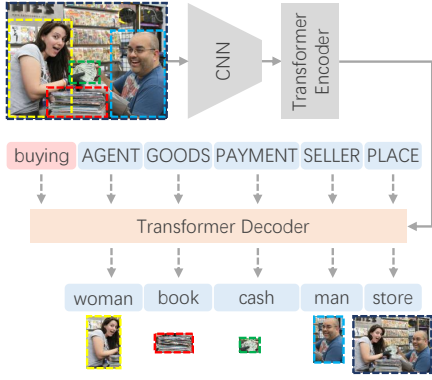 CNN
Transformer
Encoder
buying AGENT GOODS PAYMENT SELLER PLACE
Transformer Decoder
woman book cash man store